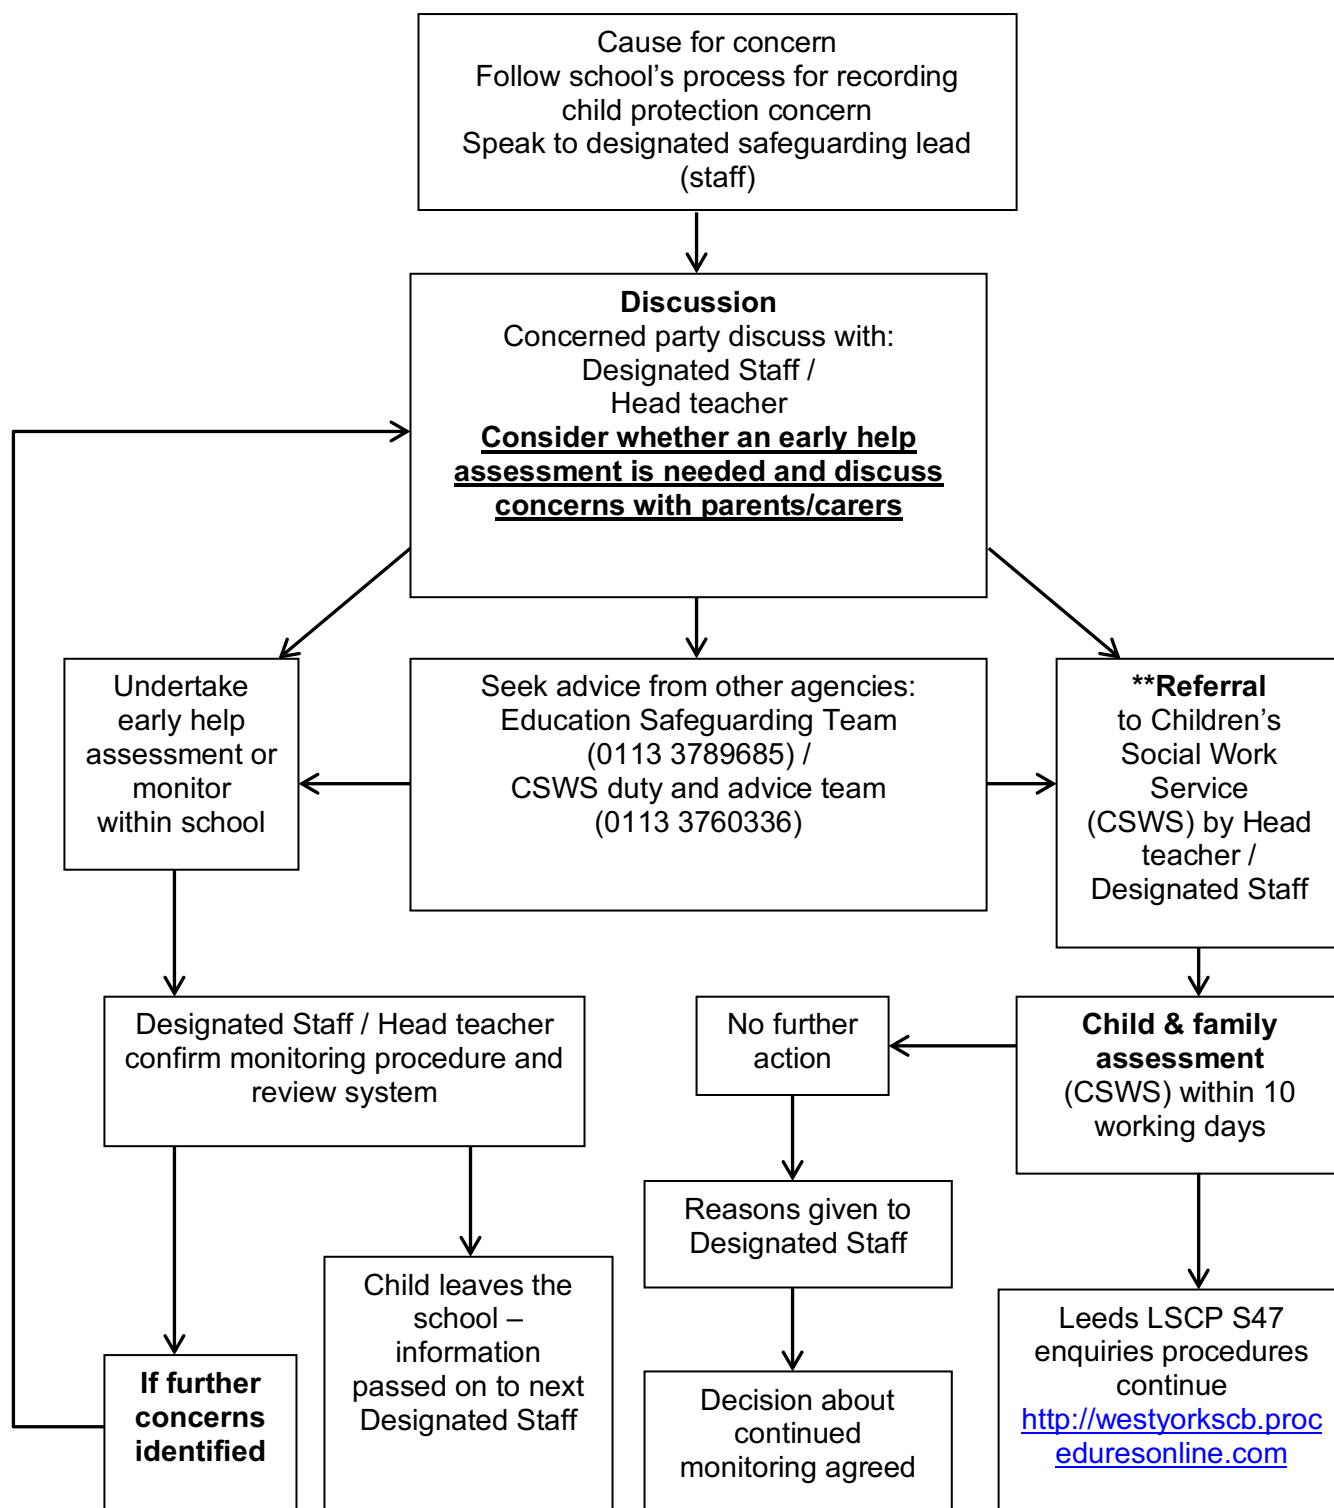 Cause for concern
Follow school’s process for recording
child protection concern
Speak to designated safeguarding lead
(staff)
Discussion
Concerned party discuss with:
Designated Staff /
Head teacher
Consider whether an early help
assessment is needed and discuss
concerns with parents/carers
Undertake
early help
assessment or
monitor
within school
Seek advice from other agencies:
Education Safeguarding Team
(0113 3789685) /
CSWS duty and advice team
(0113 3760336)
**Referral
to Children’s
Social Work
Service
(CSWS) by Head
teacher /
Designated Staff
Designated Staff / Head teacher
confirm monitoring procedure and
review system
No further
action
Child & family
assessment
(CSWS) within 10
working days
Reasons given to
Designated Staff
Child leaves the
school –
information
passed on to next
Designated Staff
Leeds LSCP S47
enquiries procedures
continue
http://westyorkscb.proc
eduresonline.com
If further
concerns
identified
Decision about
continued
monitoring agreed